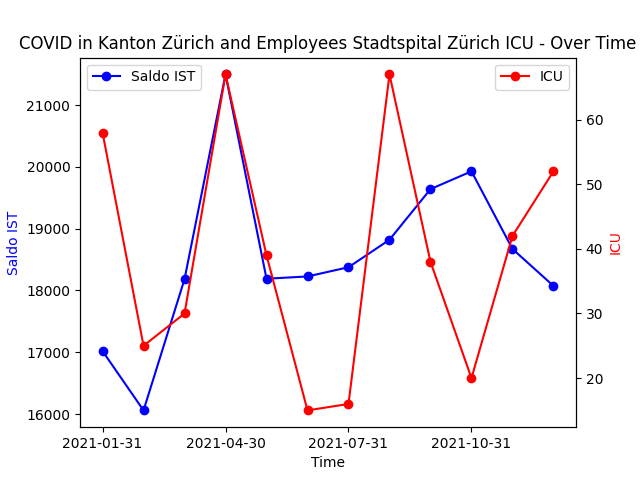 COVID in Kanton Zürich and Employees Stadtspital Zürich ICU - Over Time
Saldo IST
ICU
21000
20000
19000
18000
17000
16000
Saldo IST
60
50
40
30
20
ICU
2021-01-31
2021-04-30
2021-07-31
2021-10-31
Time